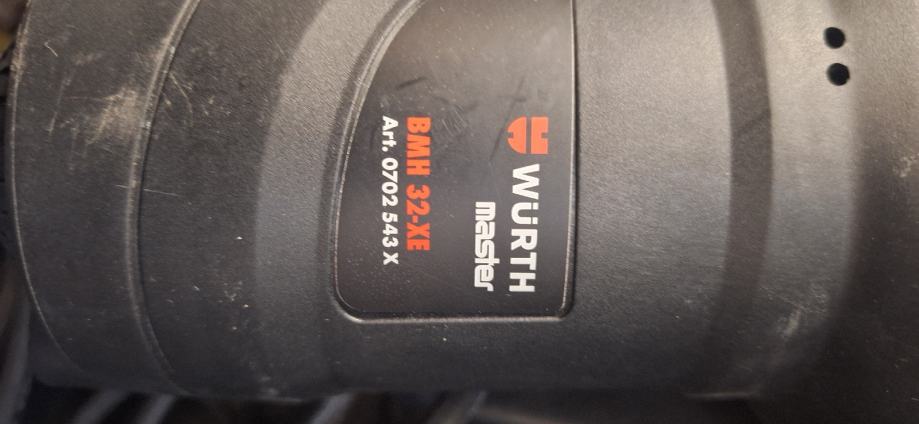 WÜRTH
master
BMH 32-XE
Art. 0702 543 X